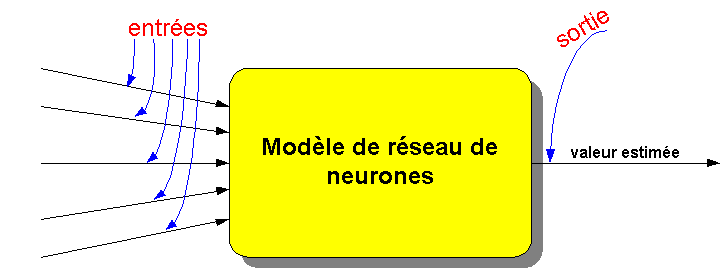 entrées
sortie
Modèle de réseau de
neurones
valeur estimée